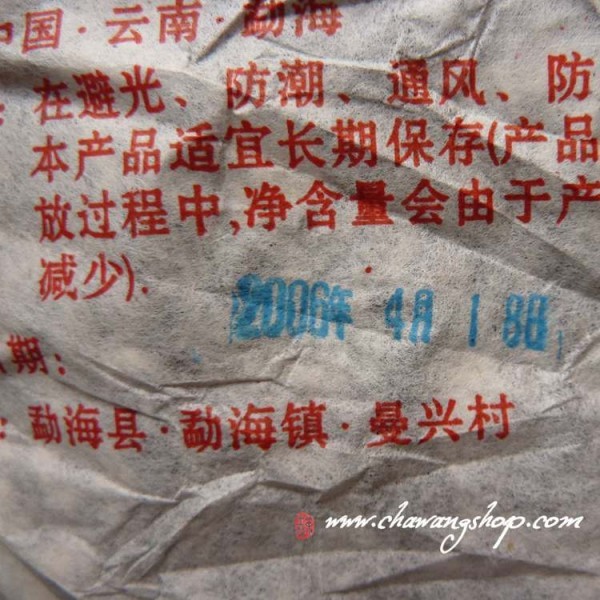 中国·云南·勐海
在避光、防潮、通风、防
本产品适宜长期保存(产品
放过程中,净含量会由于产
减少).
2006年 4月 18日
期:
: 勐海县·勐海镇·曼兴村
www.chawangshop.com